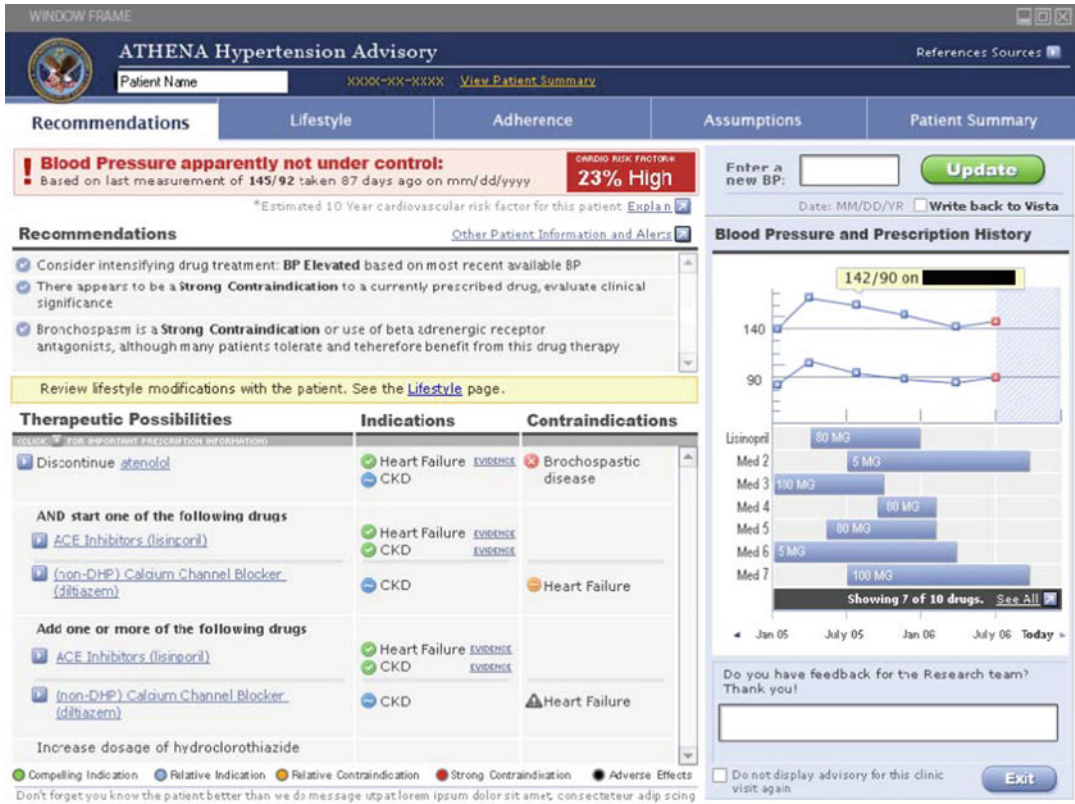 WINDOW FRAME
ATHENA Hypertension Advisory
References Sources
Patient Name
XXXX-XX-XXXX View Patient Summary
Recommendations
Lifestyle
Adherence
Assumptions
Patient Summary
! Blood Pressure apparently not under control:
Based on last measurement of 145/92 taken 87 days ago on mm/dd/yyyy
CARDIO RISK FACTOR*
23% High
*Estimated 10 Year cardiovascular risk factor for this patient Explan
Recommendations
Other Patient Information and Alerts
Consider intensifying drug treatment: BP Elevated based on most recent available BP
There appears to be a Strong Contraindication to a currently prescribed drug, evaluate clinical
significance
Bronchospasm is a Strong Contraindication or use of beta adrenergic receptor
antagonists, although many patients tolerate and teherefore benefit from this drug therapy
Review lifestyle modifications with the patient. See the Lifestyle page.
Therapeutic Possibilities
Indications
Contraindications
(CLICK FOR IMPORTANT PRESCRIPTION INFORMATION)
Discontinue atenolol
Heart Failure EVIDENCE
CKD
Brochospastic
disease
AND start one of the following drugs
ACE Inhibitors (lisinporil)
Heart Failure EVIDENCE
CKD EVIDENCE
(non-DHP) Calcium Channel Blocker
(diltiazem)
CKD
Heart Failure
Add one or more of the following drugs
ACE Inhibitors (lisinporil)
Heart Failure EVIDENCE
CKD EVIDENCE
(non-DHP) Calcium Channel Blocker
(diltiazem)
CKD
Heart Failure
Increase dosage of hydroclorothiazide
Compelling Indication
Relative Indication
Relative Contraindication
Strong Contraindication
Adverse Effects
Don't forget you know the patient better than we do message utpat lorem ipsum dolor sit amet, consecteteur adip scing
Enter a
new BP:
Update
Date: MM/DD/YR
Write back to Vista
Blood Pressure and Prescription History
142/90 on
140
90
Lisinopril 80 MG
Med 2 5 MG
Med 3 100 MG
Med 4 80 MG
Med 5 80 MG
Med 6 5 MG
Med 7 100 MG
Showing 7 of 10 drugs. See All
Jan 05 July 05 Jan 06 July 06 Today
Do you have feedback for the Research team?
Thank you!
Do not display advisory for this clinic
visit again
Exit